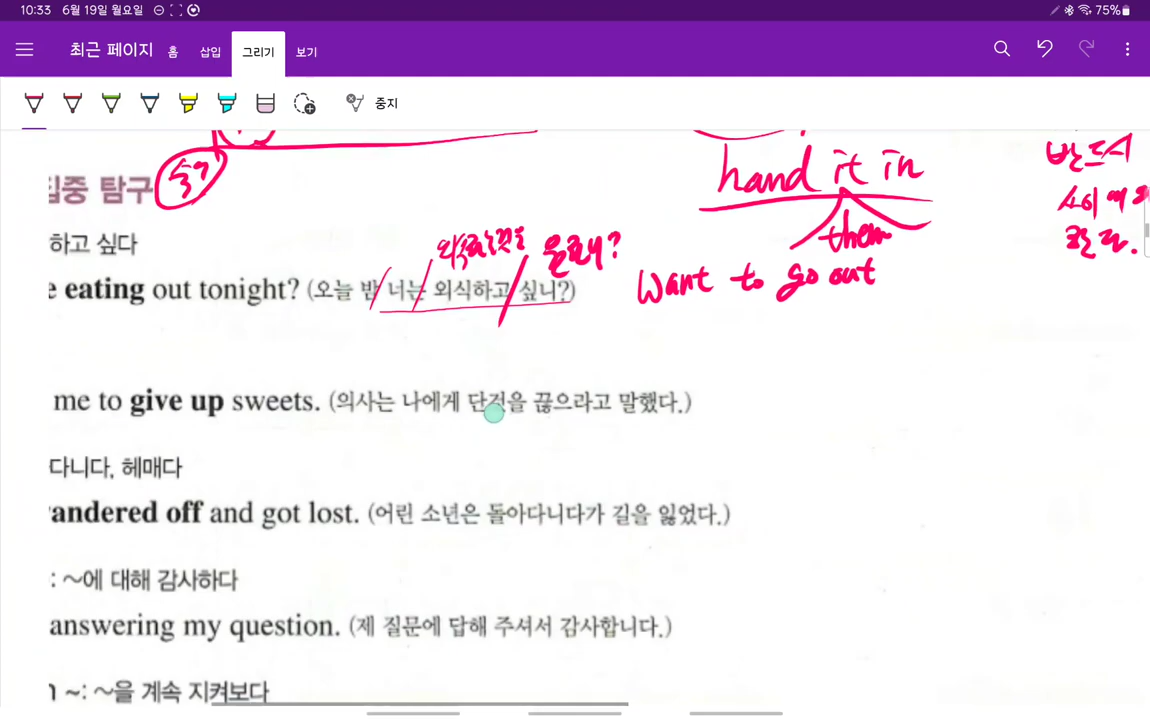 10:33 6월 19일 월요일 75%
최근 페이지 홈 삽입 그리기 보기
중지
hand it in
반드시
집중 탐구 숙어
them
하고 싶다
올래?
e eating out tonight? (오늘 밤 너는 외식하고 싶니?)
want to go out
me to give up sweets. (의사는 나에게 단것을 끊으라고 말했다.)
다니다, 헤매다
andered off and got lost. (어린 소년은 돌아다니다가 길을 잃었다.)
: ~에 대해 감사하다
answering my question. (제 질문에 답해 주셔서 감사합니다.)
n ~: ~을 계속 지켜보다